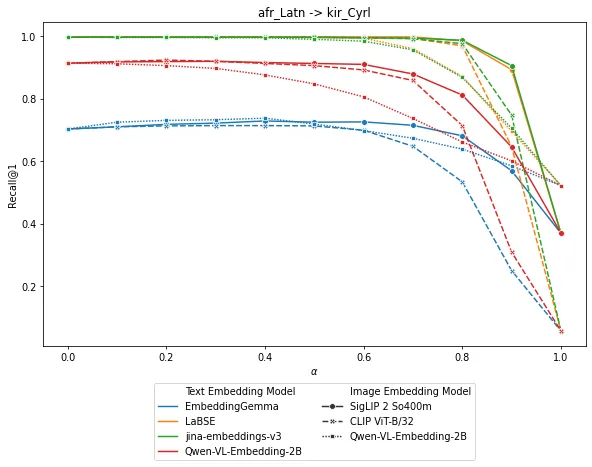 afr_Latn -> kir_Cyrl
Recall@1
1.0
0.8
0.6
0.4
0.2
0.0 0.2 0.4 0.6 0.8 1.0
α
Text Embedding Model Image Embedding Model
EmbeddingGemma SigLIP 2 So400m
LaBSE CLIP ViT-B/32
jina-embeddings-v3 Qwen-VL-Embedding-2B
Qwen-VL-Embedding-2B